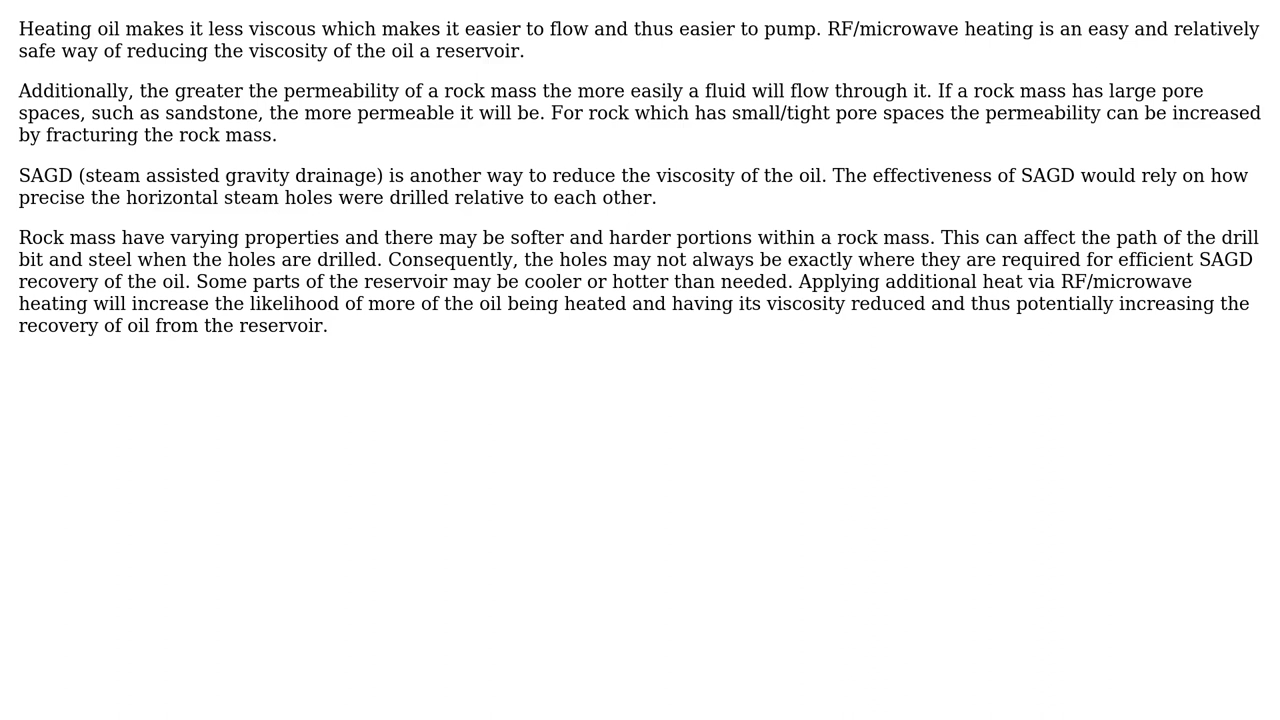 Heating oil makes it less viscous which makes it easier to flow and thus easier to pump. RF/microwave heating is an easy and relatively
safe way of reducing the viscosity of the oil a reservoir.
Additionally, the greater the permeability of a rock mass the more easily a fluid will flow through it. If a rock mass has large pore
spaces, such as sandstone, the more permeable it will be. For rock which has small/tight pore spaces the permeability can be increased
by fracturing the rock mass.
SAGD (steam assisted gravity drainage) is another way to reduce the viscosity of the oil. The effectiveness of SAGD would rely on how
precise the horizontal steam holes were drilled relative to each other.
Rock mass have varying properties and there may be softer and harder portions within a rock mass. This can affect the path of the drill
bit and steel when the holes are drilled. Consequently, the holes may not always be exactly where they are required for efficient SAGD
recovery of the oil. Some parts of the reservoir may be cooler or hotter than needed. Applying additional heat via RF/microwave
heating will increase the likelihood of more of the oil being heated and having its viscosity reduced and thus potentially increasing the
recovery of oil from the reservoir.